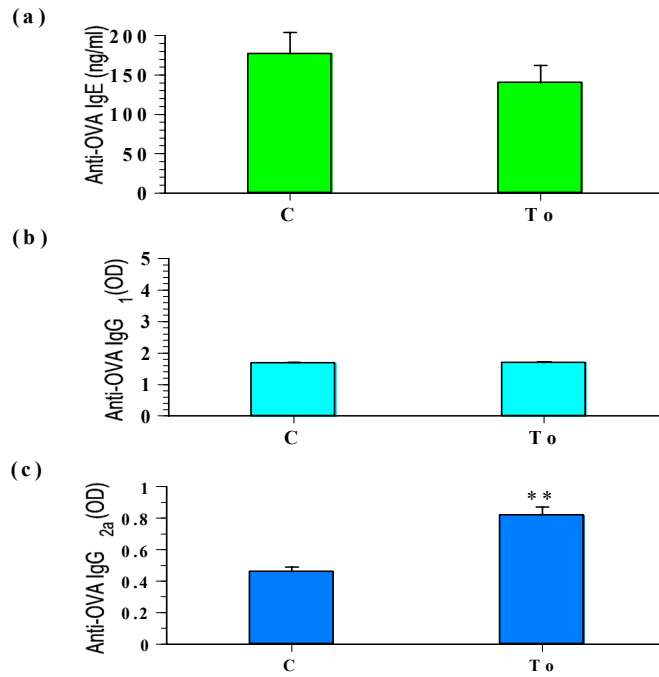 (a)
Anti-OVA IgE (ng/ml)
200
150
100
50
0
C To
(b)
Anti-OVA IgG 1 (OD)
5
4
3
2
1
0
C To
(c)
Anti-OVA IgG 2a (OD)
1
0.8
0.6
0.4
0.2
0
**
C To